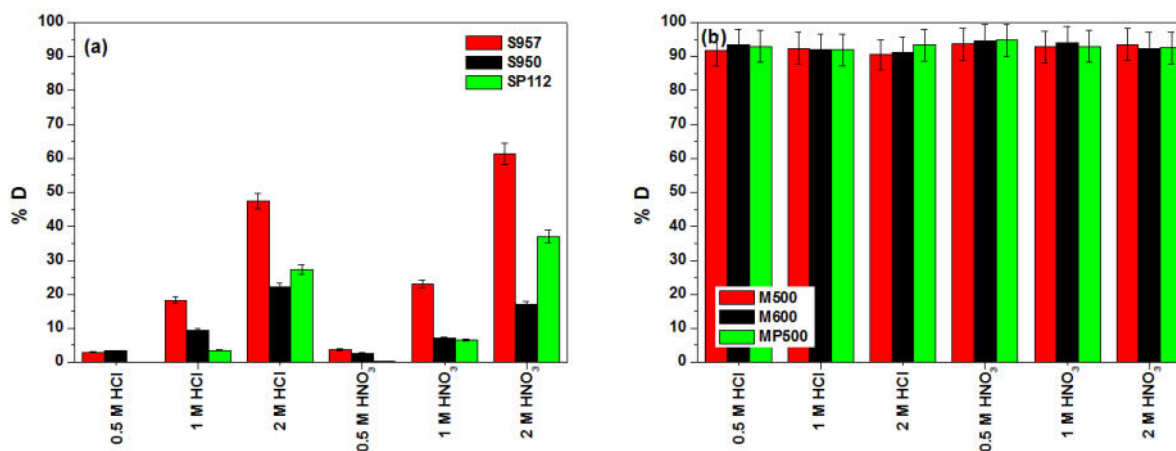 (a)
S957
S950
SP112
% D
100
90
80
70
60
50
40
30
20
10
0
0.5 M HCl
1 M HCl
2 M HCl
0.5 M HNO₃
1 M HNO₃
2 M HNO₃
(b)
% D
100
90
80
70
60
50
40
30
20
10
0
M500
M600
MP500
0.5 M HCl
1 M HCl
2 M HCl
0.5 M HNO₃
1 M HNO₃
2 M HNO₃